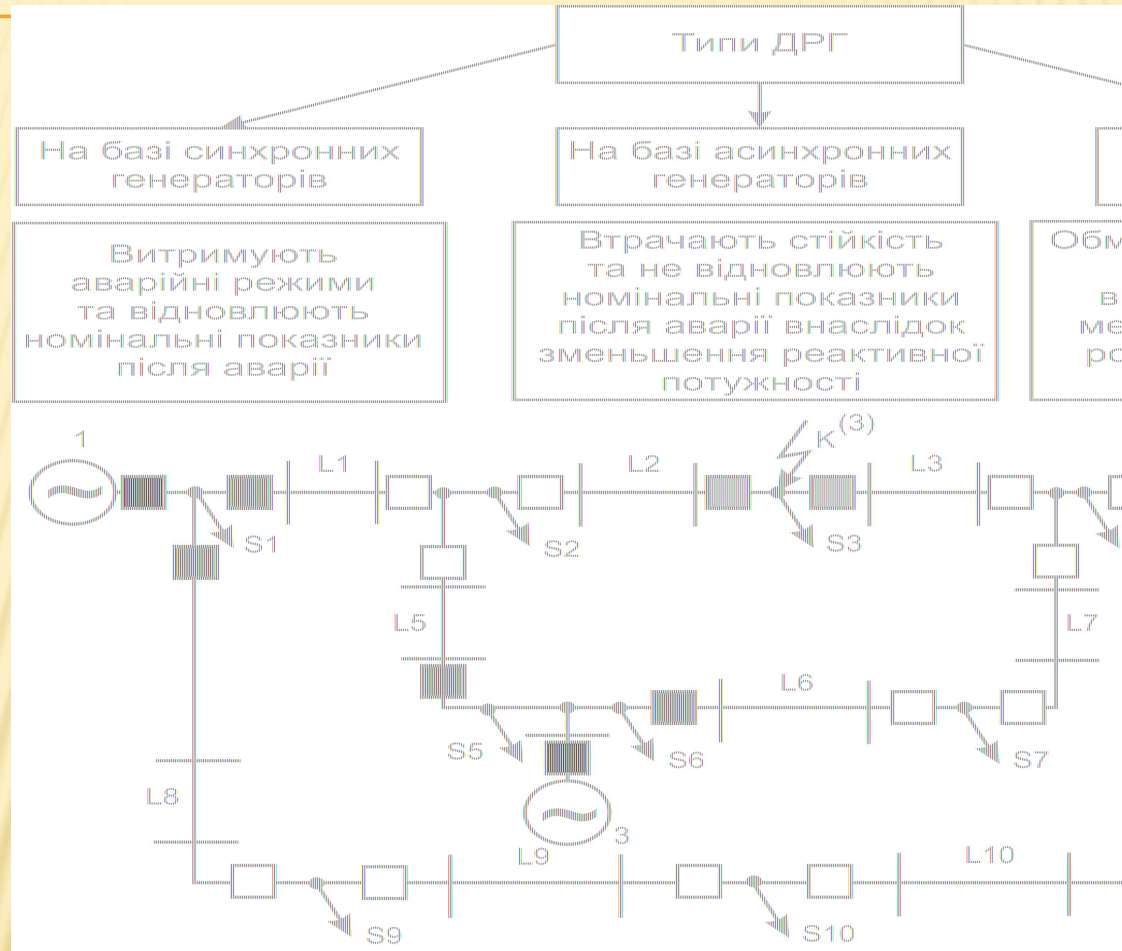 Типи ДРГ
На базі синхронних
генераторів
На базі асинхронних
генераторів
Витримують
аварійні режими
та відновлюють
номінальні показники
після аварії
Втрачають стійкість
та не відновлюють
номінальні показники
після аварії внаслідок
зменьшення реактивної
потужності
1
L1
L2
K(3)
L3
S1
S2
S3
L5
L7
L6
S5
S6
S7
L8
3
L9
L10
S9
S10